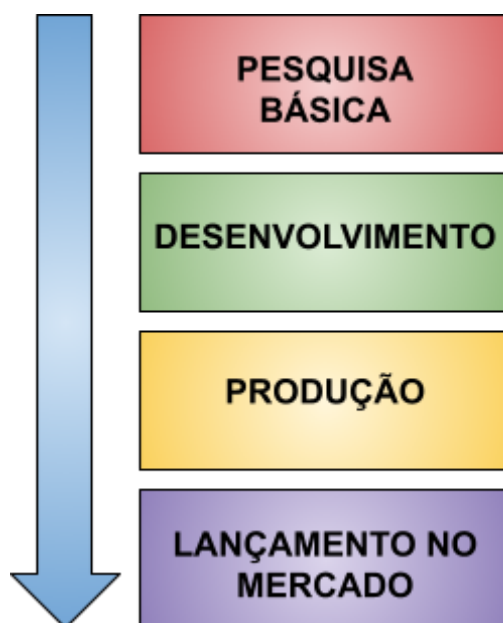 PESQUISA
BÁSICA
DESENVOLVIMENTO
PRODUÇÃO
LANÇAMENTO NO
MERCADO